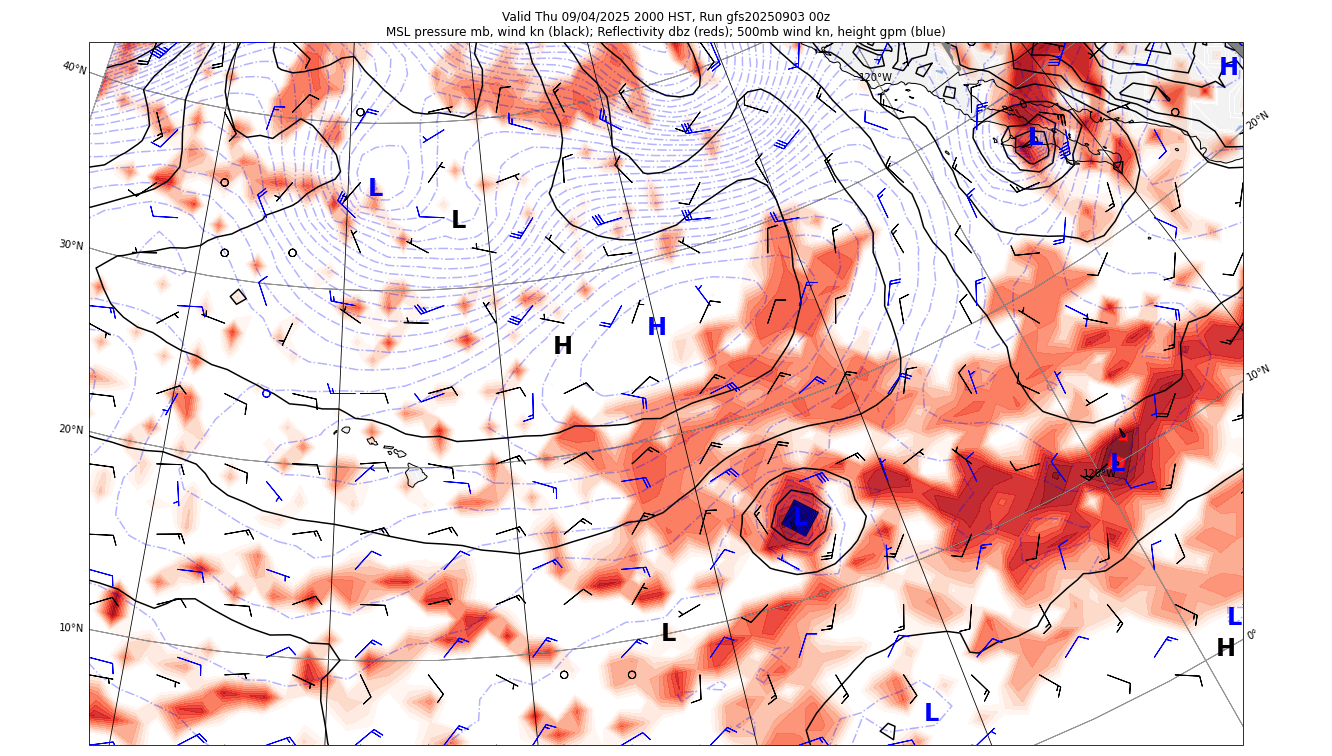 Valid Thu 09/04/2025 2000 HST, Run gfs20250903 00z
MSL pressure mb, wind kn (black); Reflectivity dbz (reds); 500mb wind kn, height gpm (blue)
40°N
120°W
H
20°N
L
L
L
30°N
H
H
10°N
20°N
L
120°W
L
10°N
L
L
0°
H
L